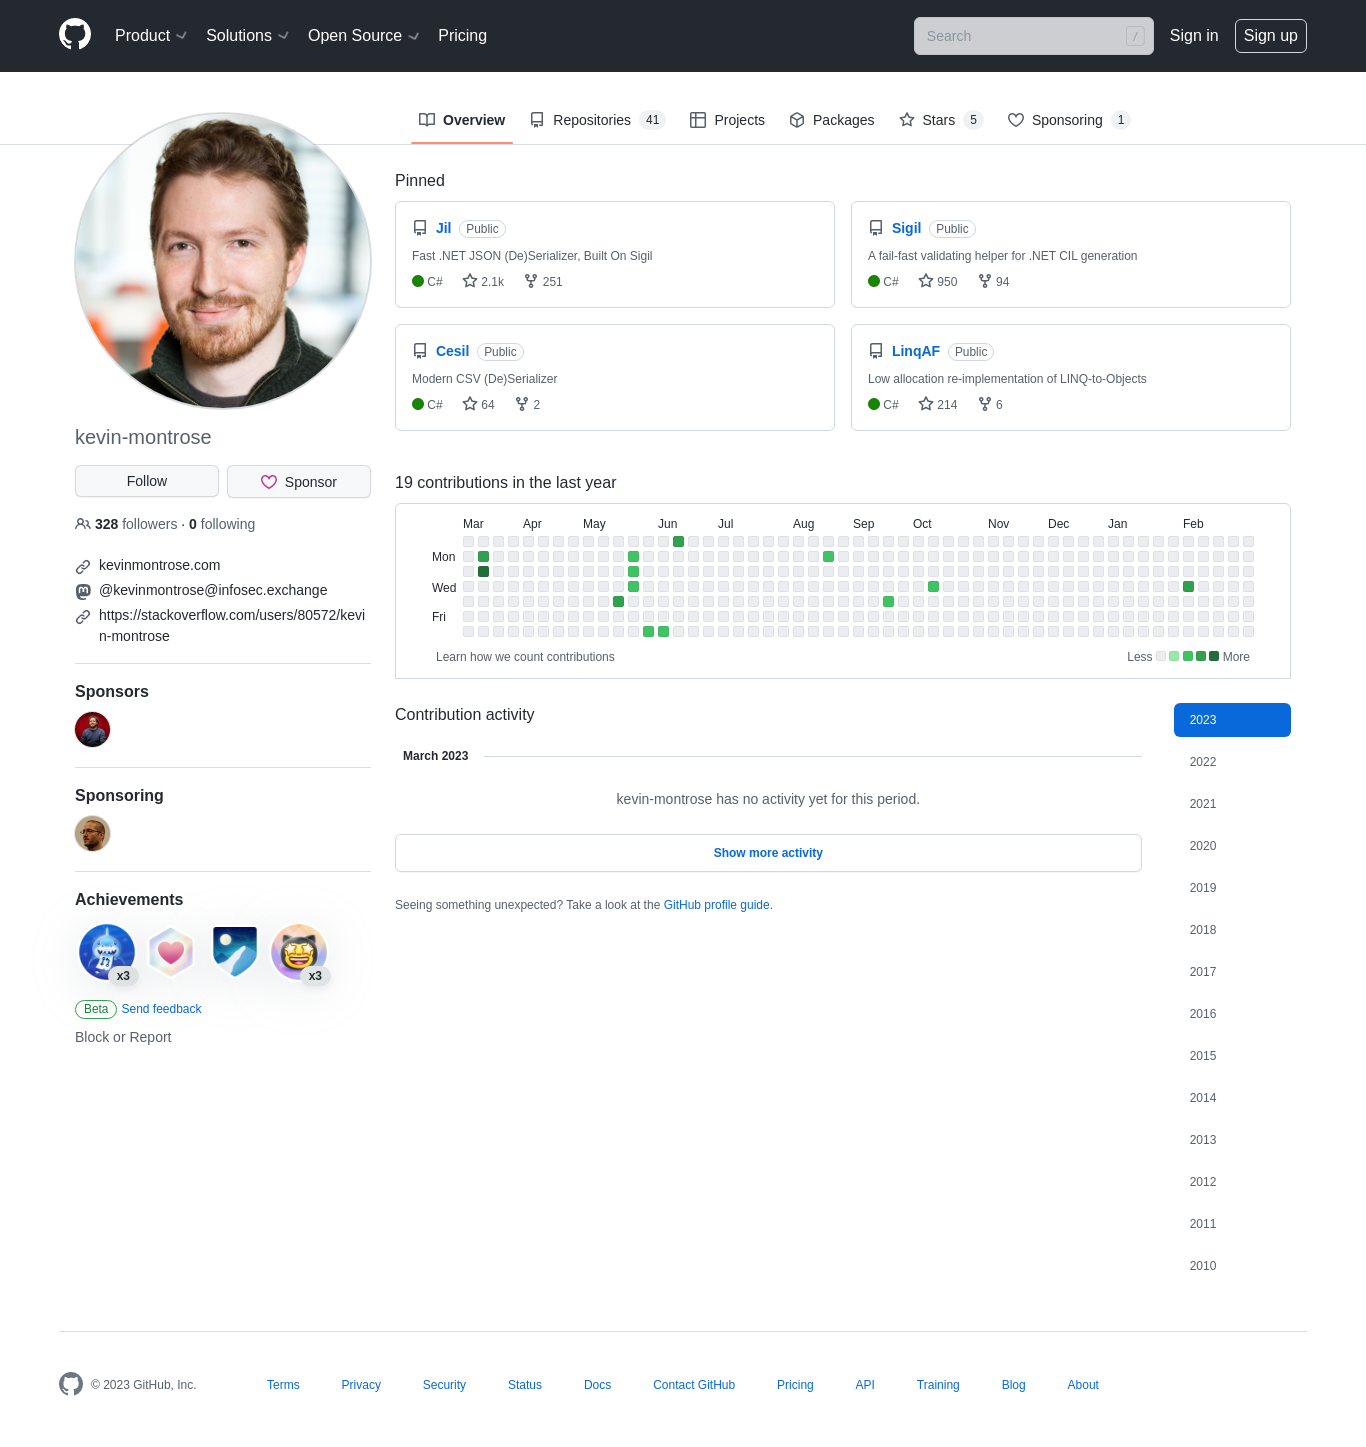 Product
Solutions
Open Source
Pricing
Search
/
Sign in
Sign up
Overview
Repositories 41
Projects
Packages
Stars 5
Sponsoring 1
kevin-montrose
Follow
Sponsor
328 followers · 0 following
kevinmontrose.com
@kevinmontrose@infosec.exchange
https://stackoverflow.com/users/80572/kevi
n-montrose
Sponsors
Sponsoring
Achievements
x3
x3
Beta Send feedback
Block or Report
Pinned
Jil Public
Fast .NET JSON (De)Serializer, Built On Sigil
C# 2.1k 251
Sigil Public
A fail-fast validating helper for .NET CIL generation
C# 950 94
Cesil Public
Modern CSV (De)Serializer
C# 64 2
LinqAF Public
Low allocation re-implementation of LINQ-to-Objects
C# 214 6
19 contributions in the last year
Mar Apr May Jun Jul Aug Sep Oct Nov Dec Jan Feb
Mon
Wed
Fri
Learn how we count contributions
Less More
Contribution activity
March 2023
kevin-montrose has no activity yet for this period.
Show more activity
Seeing something unexpected? Take a look at the GitHub profile guide.
2023
2022
2021
2020
2019
2018
2017
2016
2015
2014
2013
2012
2011
2010
© 2023 GitHub, Inc.
Terms
Privacy
Security
Status
Docs
Contact GitHub
Pricing
API
Training
Blog
About